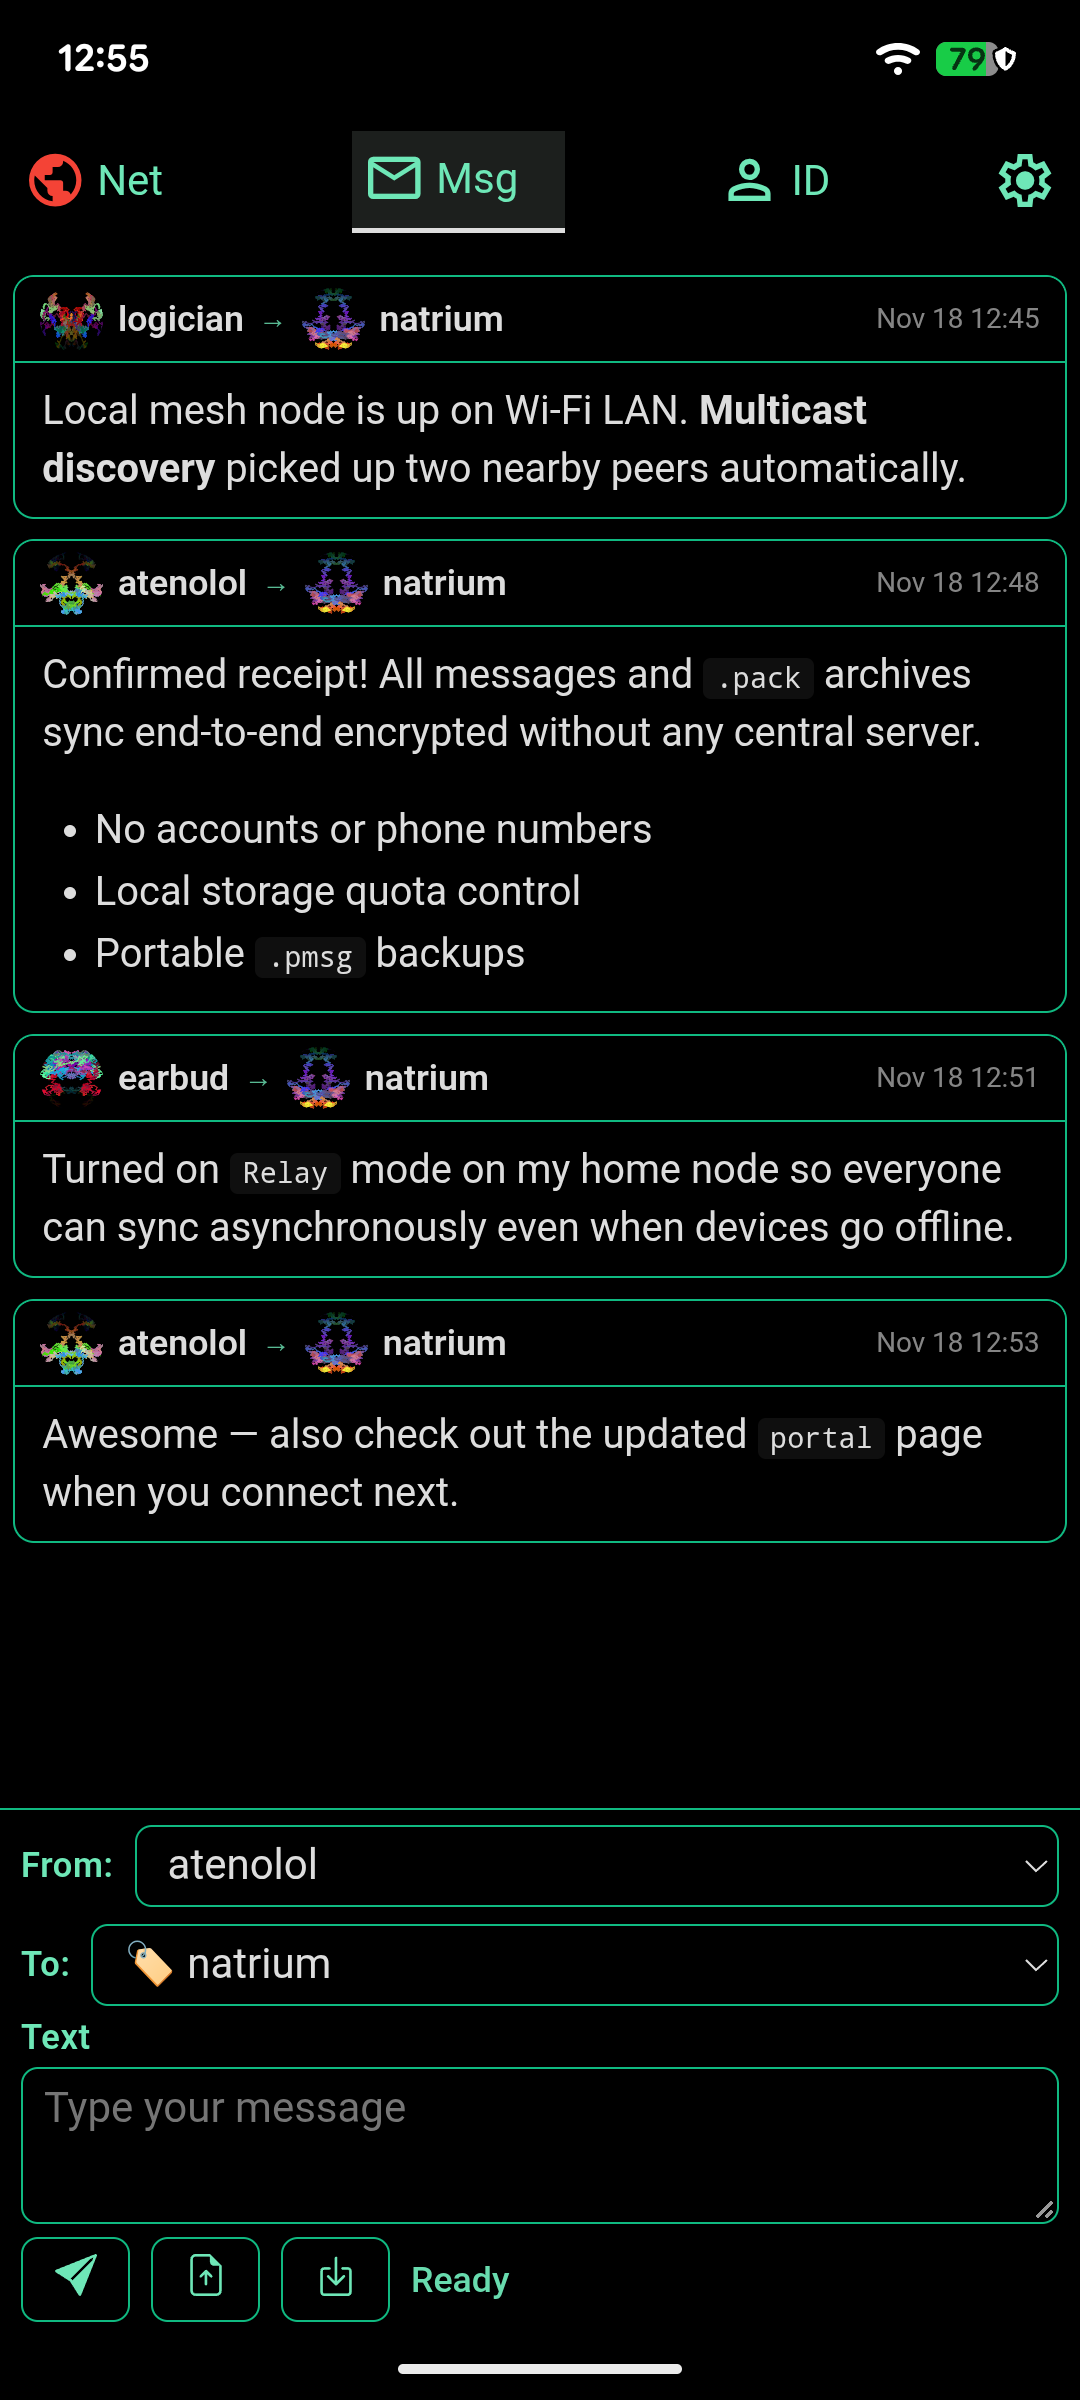 12:55
79
Net
Msg
ID
logician → natrium
Nov 18 12:45
Local mesh node is up on Wi-Fi LAN. Multicast
discovery picked up two nearby peers automatically.
atenolol → natrium
Nov 18 12:48
Confirmed receipt! All messages and .pack archives
sync end-to-end encrypted without any central server.
• No accounts or phone numbers
• Local storage quota control
• Portable .pmsg backups
earbud → natrium
Nov 18 12:51
Turned on Relay mode on my home node so everyone
can sync asynchronously even when devices go offline.
atenolol → natrium
Nov 18 12:53
Awesome — also check out the updated portal page
when you connect next.
From: atenolol
To: natrium
Text
Type your message
Ready